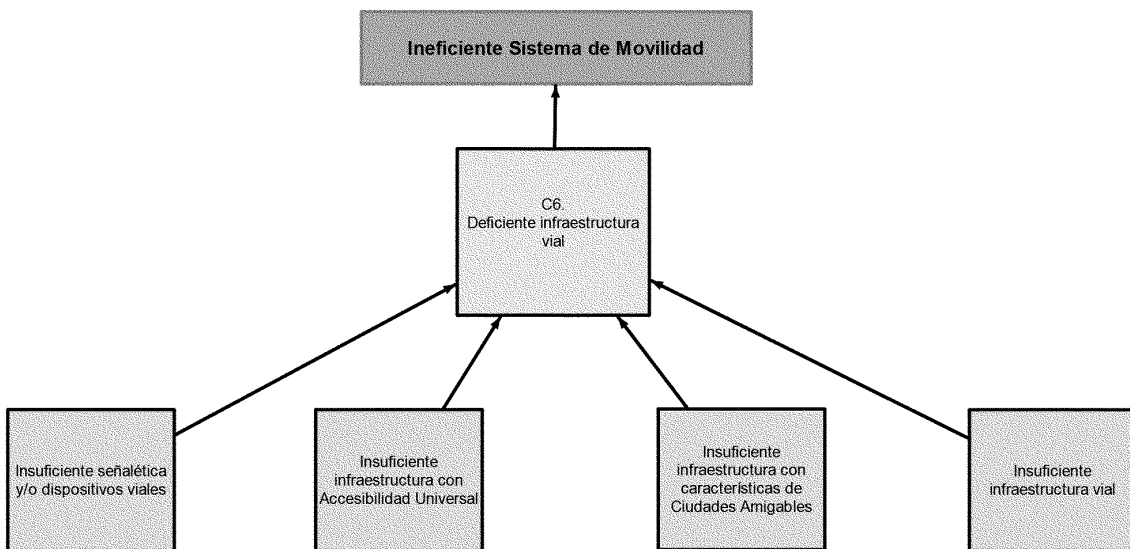 Ineficiente Sistema de Movilidad
C6.
Deficiente infraestructura
vial
Insuficiente señalética
y/o dispositivos viales
Insuficiente
infraestructura con
Accesibilidad Universal
Insuficiente
infraestructura con
características de
Ciudades Amigables
Insuficiente
infraestructura vial